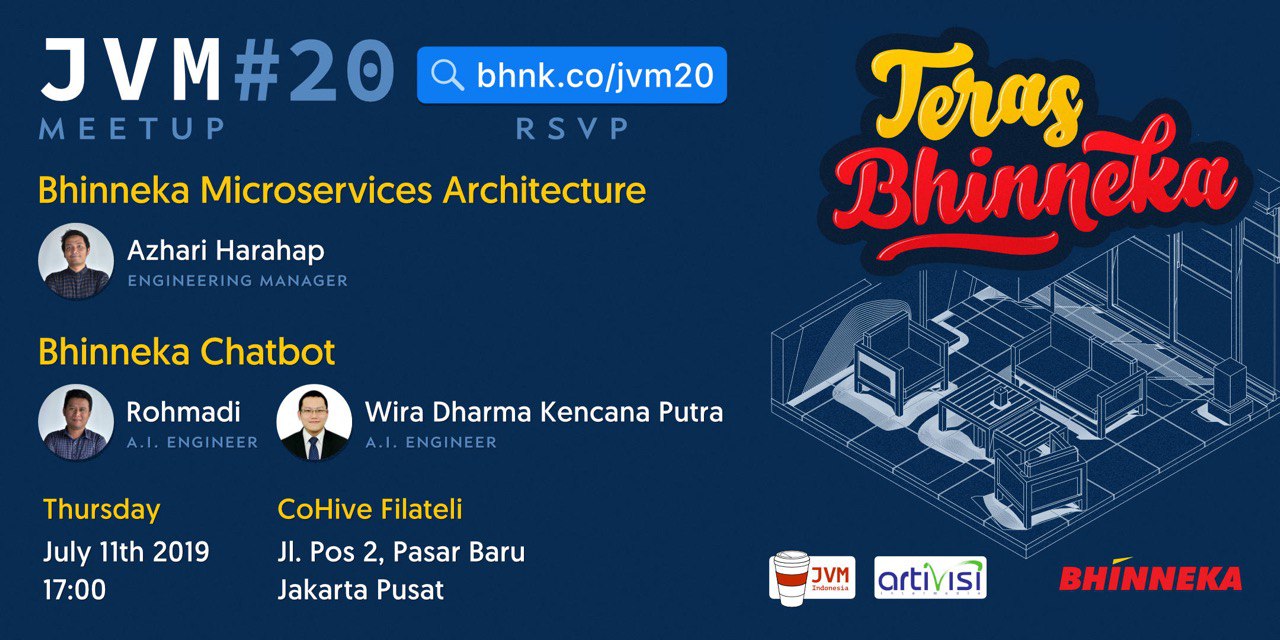 JVM#20
MEETUP
bhnk.co/jvm20
RSVP
Teras
Bhinneka
Bhinneka Microservices Architecture
Azhari Harahap
ENGINEERING MANAGER
Bhinneka Chatbot
Rohmadi
A.I. ENGINEER
Wira Dharma Kencana Putra
A.I. ENGINEER
Thursday
July 11th 2019
17:00
CoHive Filateli
Jl. Pos 2, Pasar Baru
Jakarta Pusat
JVM
Indonesia
artivisi
BHINNEKA